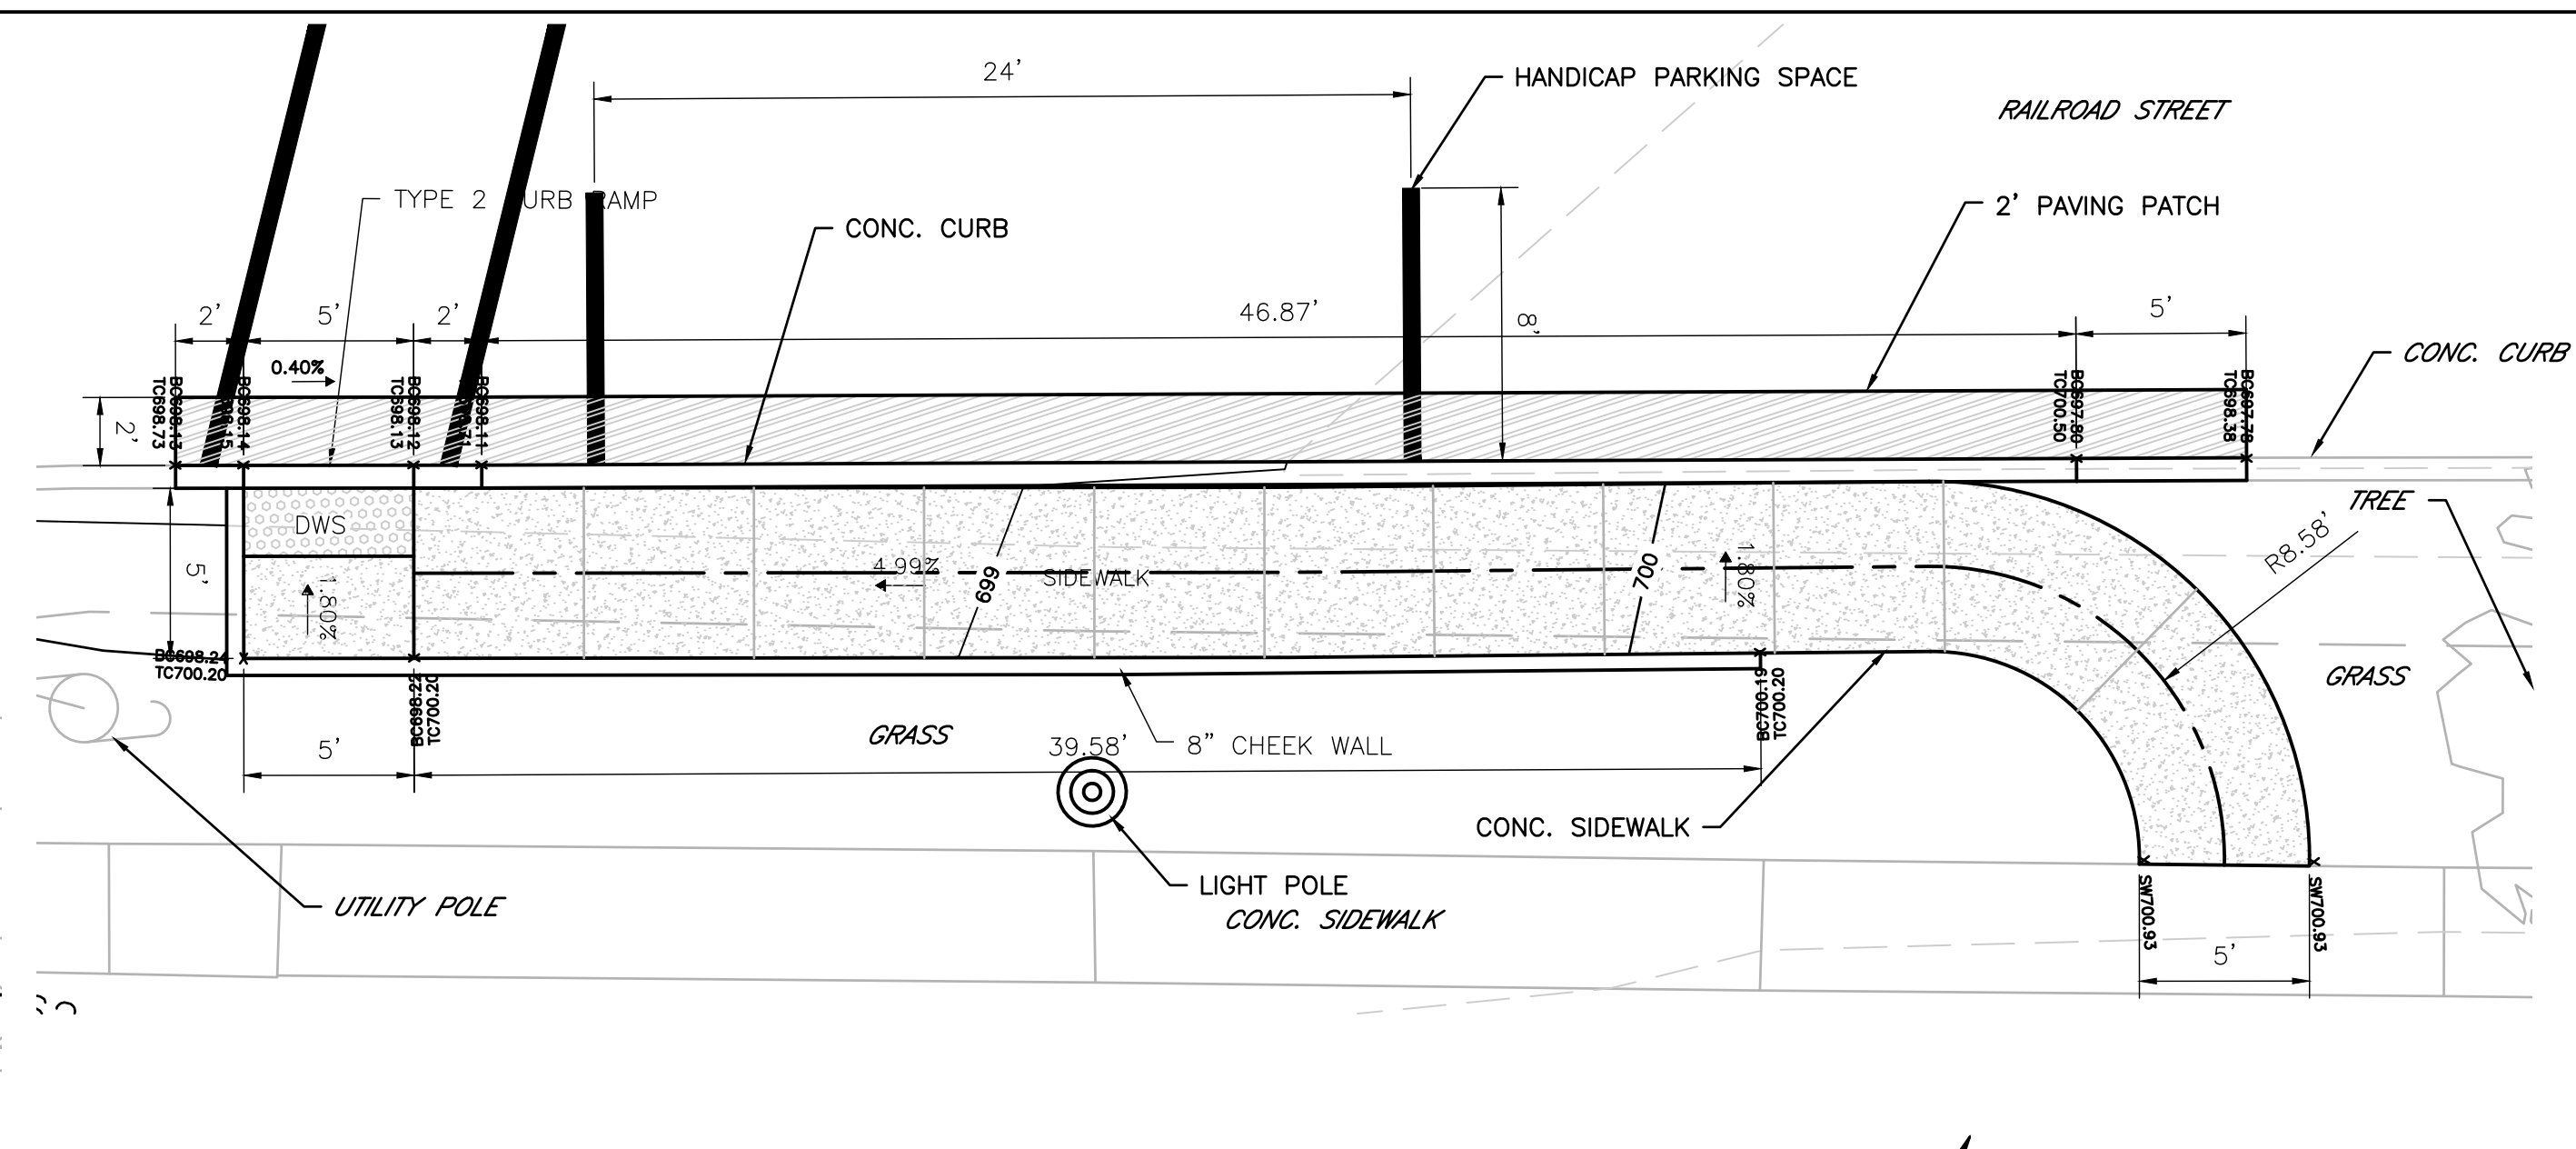 24'
HANDICAP PARKING SPACE
RAILROAD STREET
TYPE 2 CURB RAMP
CONC. CURB
2' PAVING PATCH
2'
5'
2'
46.87'
8'
5'
CONC. CURB
0.40%
TC698.73
BC698.14
TC698.13
BC698.12
BC698.11
TC700.50
BC697.80
TC698.38
BC697.78
2'
5'
DWS
1.80%
4.99%
699
SIDEWALK
700
1.80%
TREE
R8.58'
GRASS
BC698.24
TC700.20
BC698.22
TC700.20
BC700.19
TC700.20
5'
GRASS
39.58'
8" CHEEK WALL
CONC. SIDEWALK
LIGHT POLE
CONC. SIDEWALK
UTILITY POLE
SW700.93
SW700.93
5'